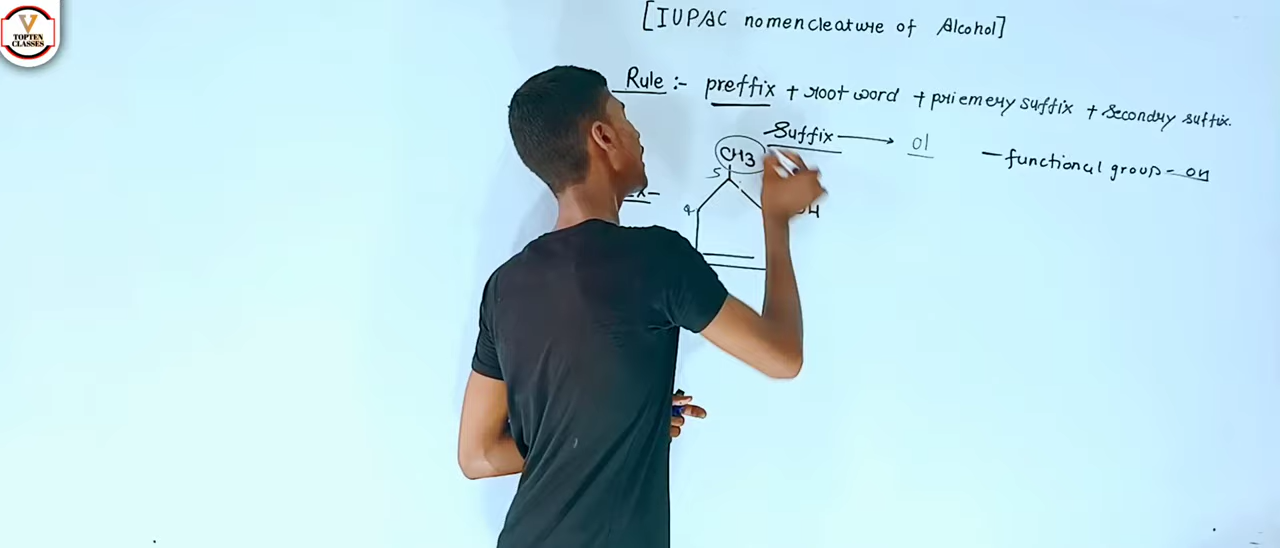 V
TOPTEN
CLASSES
[IUPAC nomencleature of Alcohol]
Rule :- preffix + root word + priemery suffix + Secondry suffix.
Suffix → ol
- functional group - OH
CH3
5
4